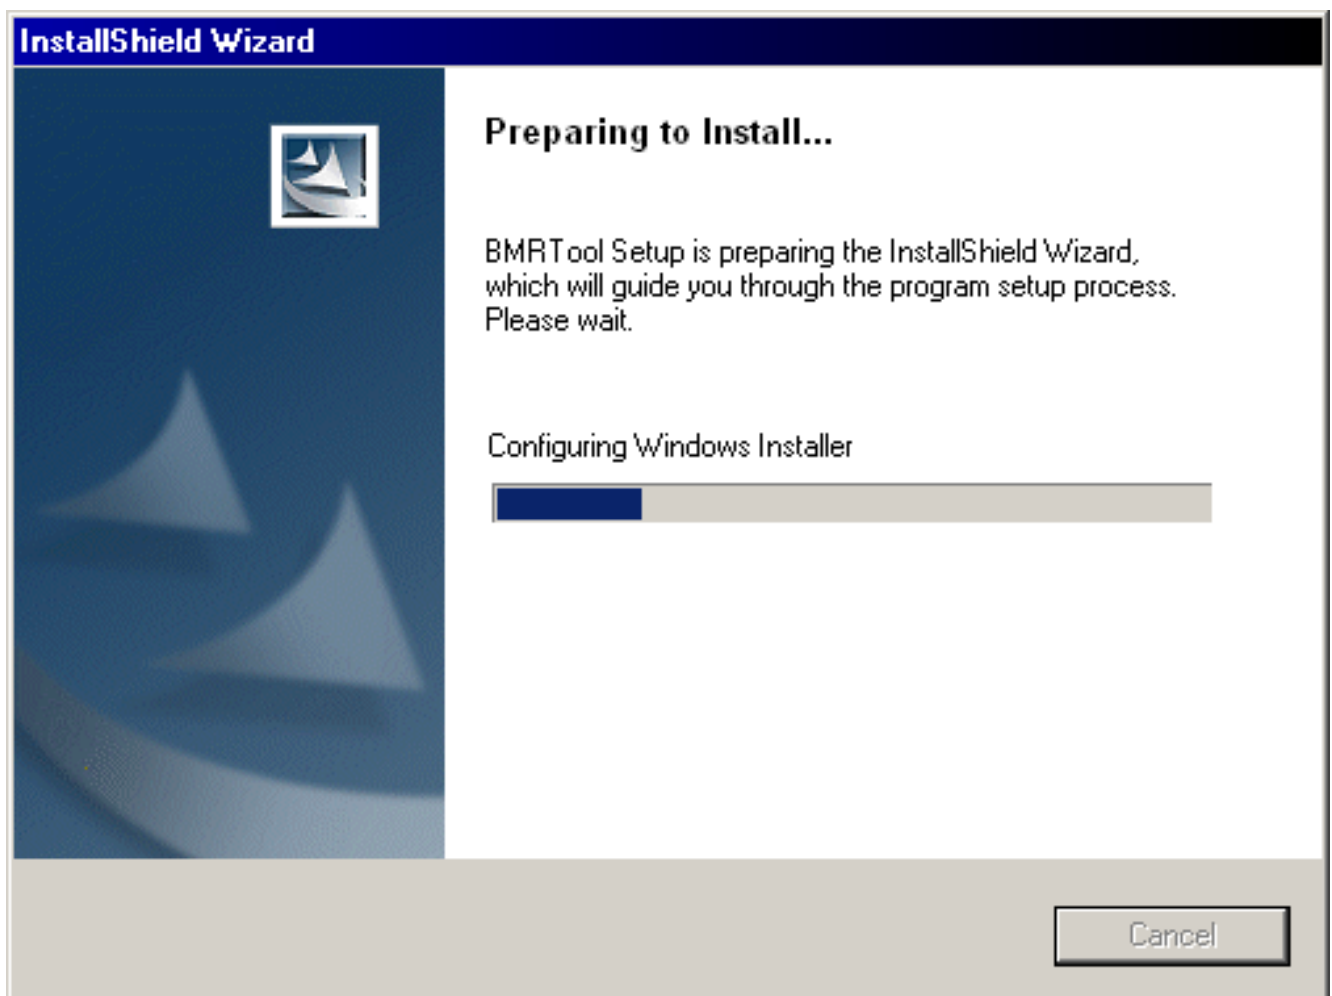 InstallShield Wizard
Preparing to Install...
BMRTool Setup is preparing the InstallShield Wizard,
which will guide you through the program setup process.
Please wait.
Configuring Windows Installer
Cancel